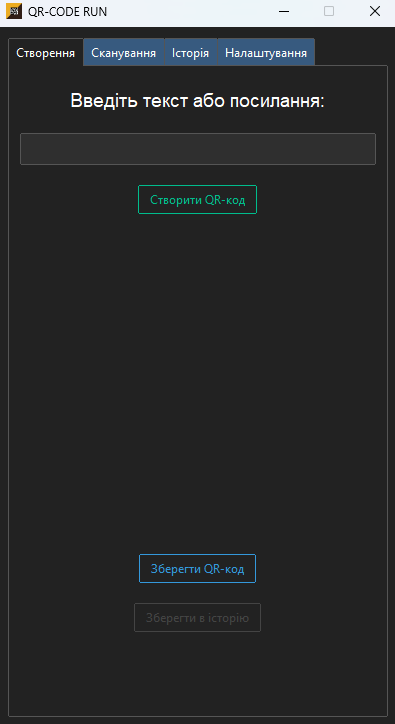 QR-CODE RUN
Створення Сканування Історія Налаштування
Введіть текст або посилання:
Створити QR-код
Зберегти QR-код
Зберегти в історію